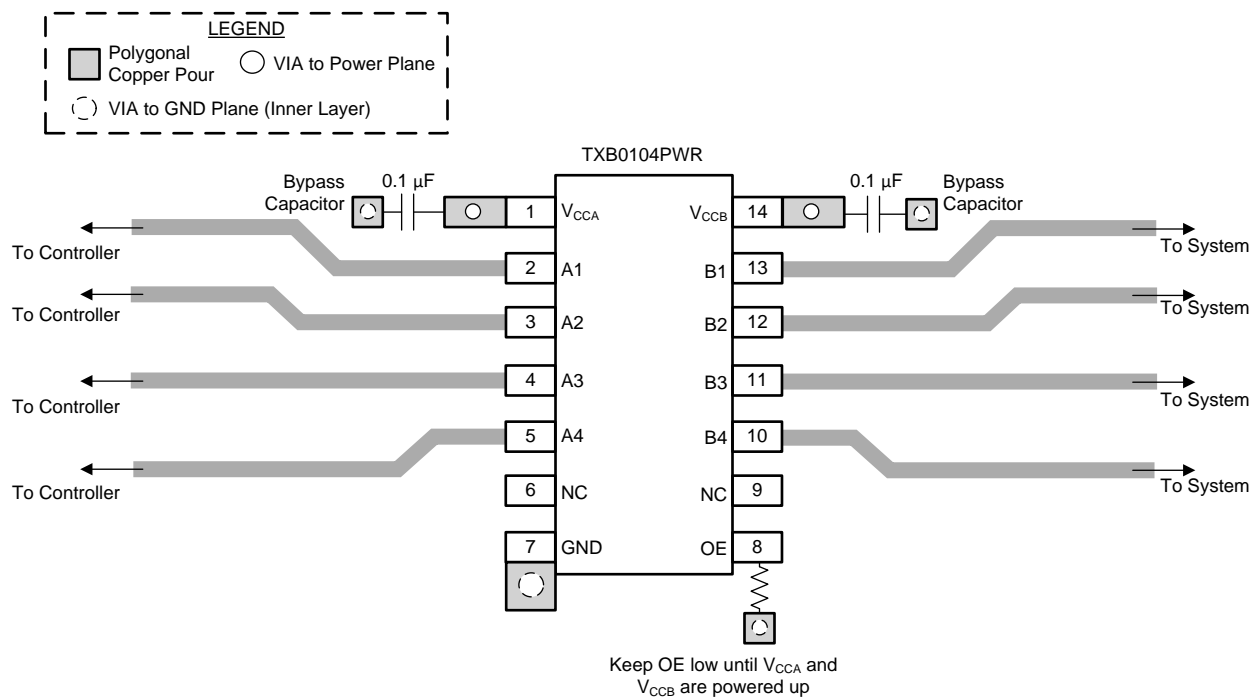 LEGEND
Polygonal
Copper Pour
VIA to Power Plane
VIA to GND Plane (Inner Layer)
TXB0104PWR
Bypass
Capacitor
0.1 µF
0.1 µF
Bypass
Capacitor
1
VCCA
VCCB
14
To Controller
2
A1
B1
13
To System
To Controller
3
A2
B2
12
To System
To Controller
4
A3
B3
11
To System
To Controller
5
A4
B4
10
To System
6
NC
NC
9
7
GND
OE
8
Keep OE low until VCCA and
VCCB are powered up